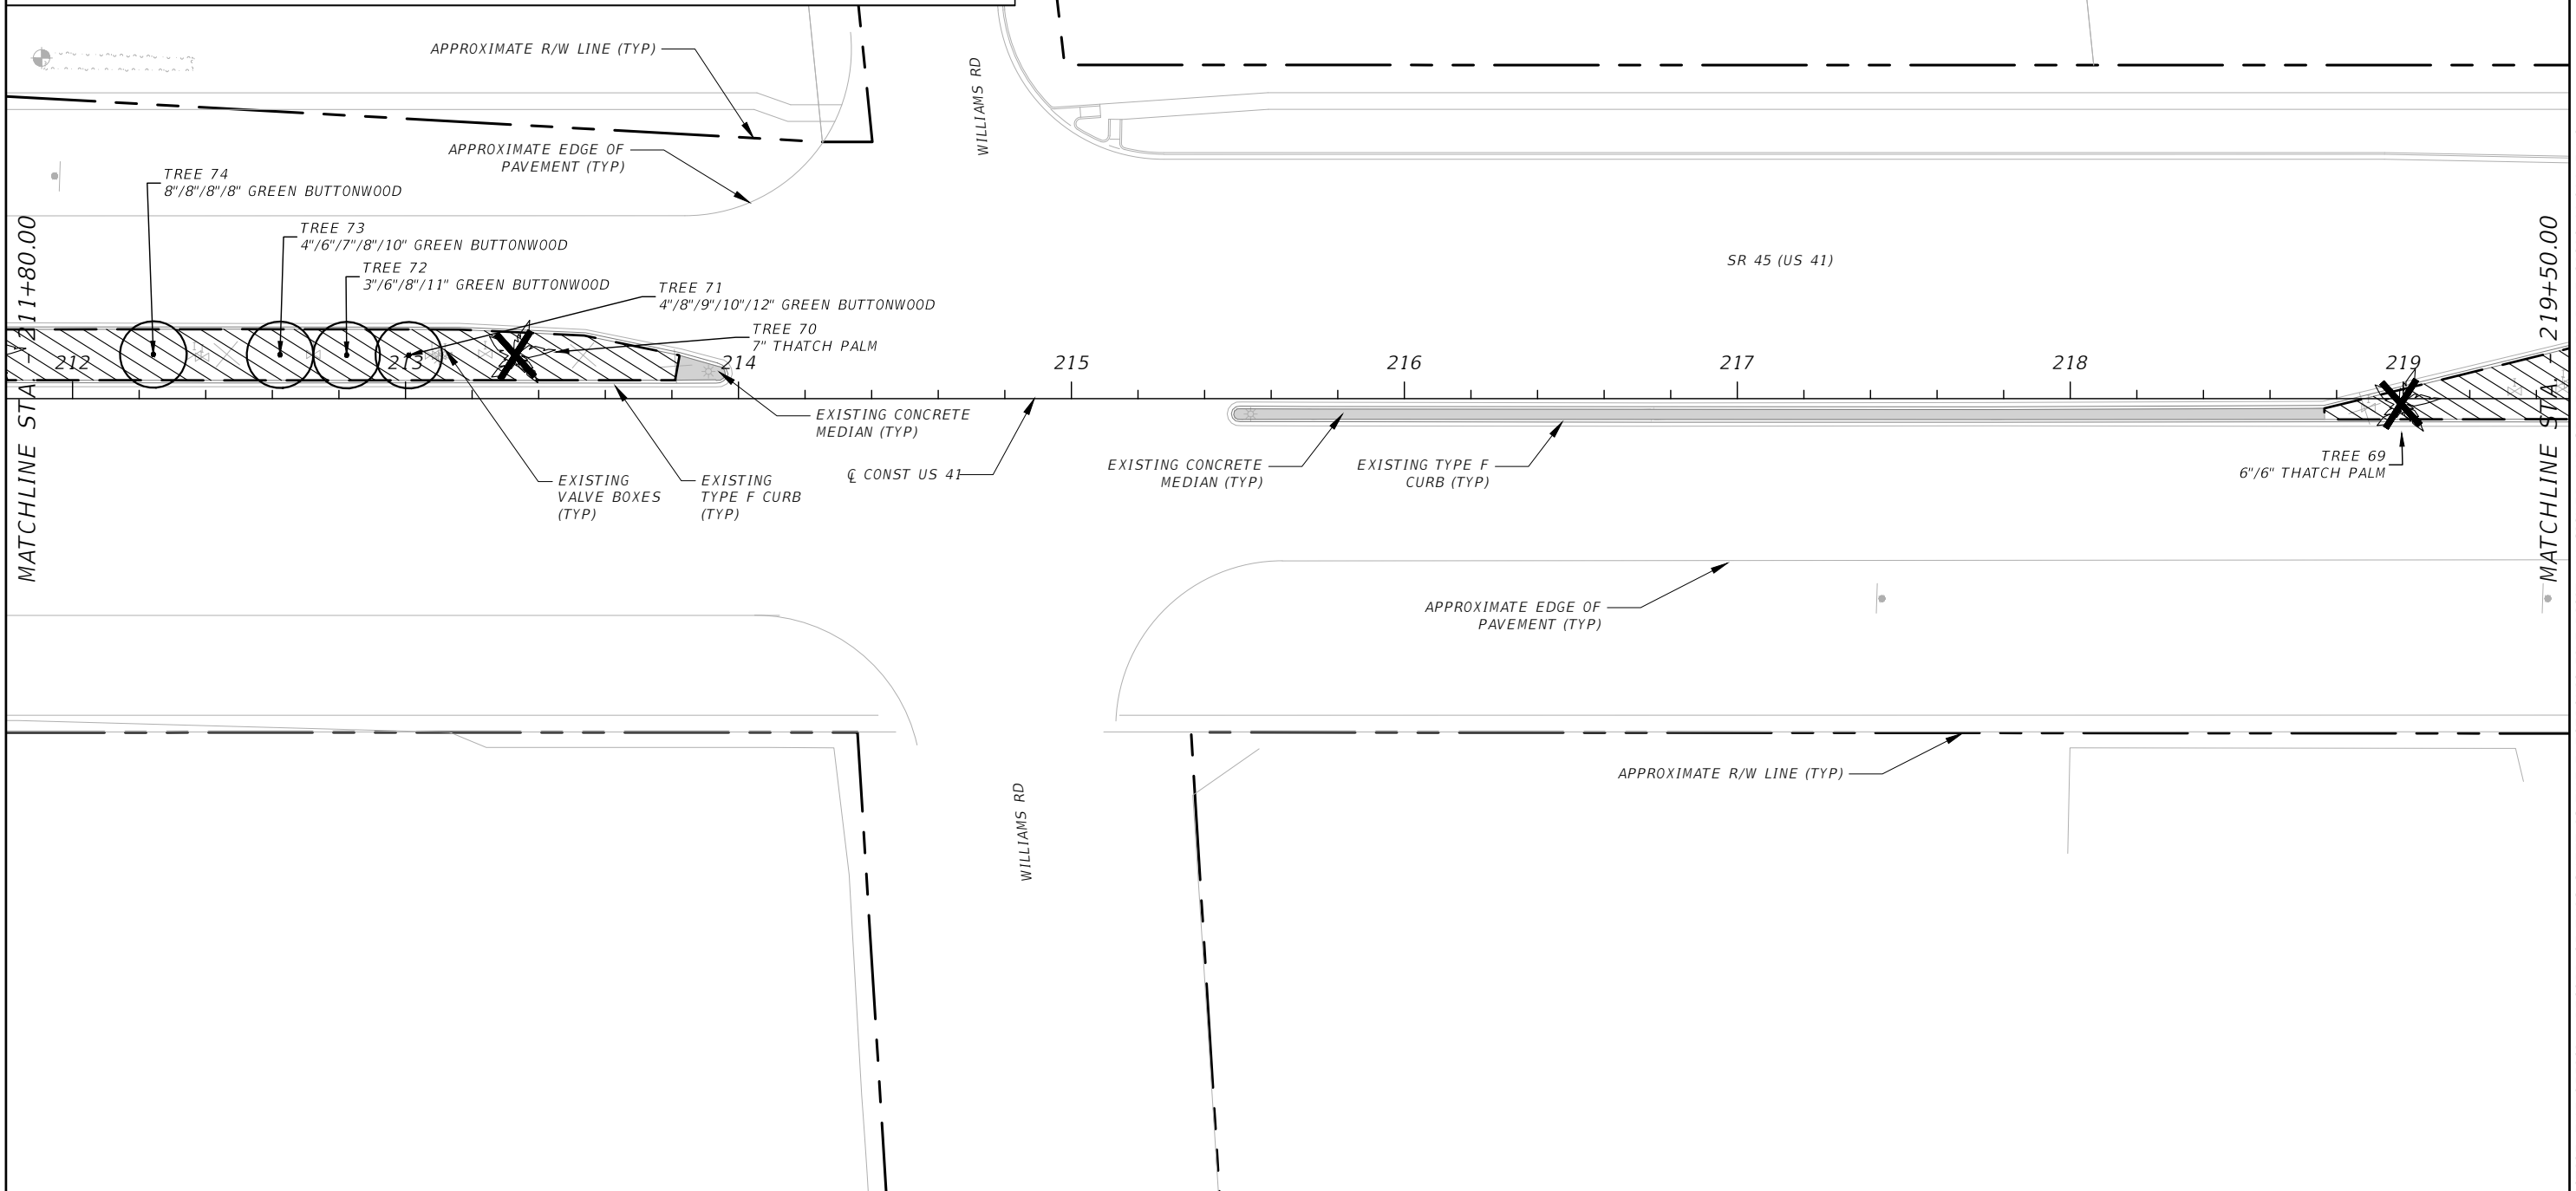 APPROXIMATE R/W LINE (TYP)
WILLIAMS RD
APPROXIMATE EDGE OF
PAVEMENT (TYP)
TREE 74
8"/8"/8"/8" GREEN BUTTONWOOD
TREE 73
4"/6"/7"/8"/10" GREEN BUTTONWOOD
TREE 72
3"/6"/8"/11" GREEN BUTTONWOOD
TREE 71
4"/8"/9"/10"/12" GREEN BUTTONWOOD
TREE 70
7" THATCH PALM
SR 45 (US 41)
MATCHLINE STA. - 211+80.00
212
213
214
215
216
217
218
219
MATCHLINE STA. - 219+50.00
EXISTING CONCRETE
MEDIAN (TYP)
EXISTING
VALVE BOXES
(TYP)
EXISTING
TYPE F CURB
(TYP)
℄ CONST US 41
EXISTING CONCRETE
MEDIAN (TYP)
EXISTING TYPE F
CURB (TYP)
TREE 69
6"/6" THATCH PALM
APPROXIMATE EDGE OF
PAVEMENT (TYP)
APPROXIMATE R/W LINE (TYP)
WILLIAMS RD